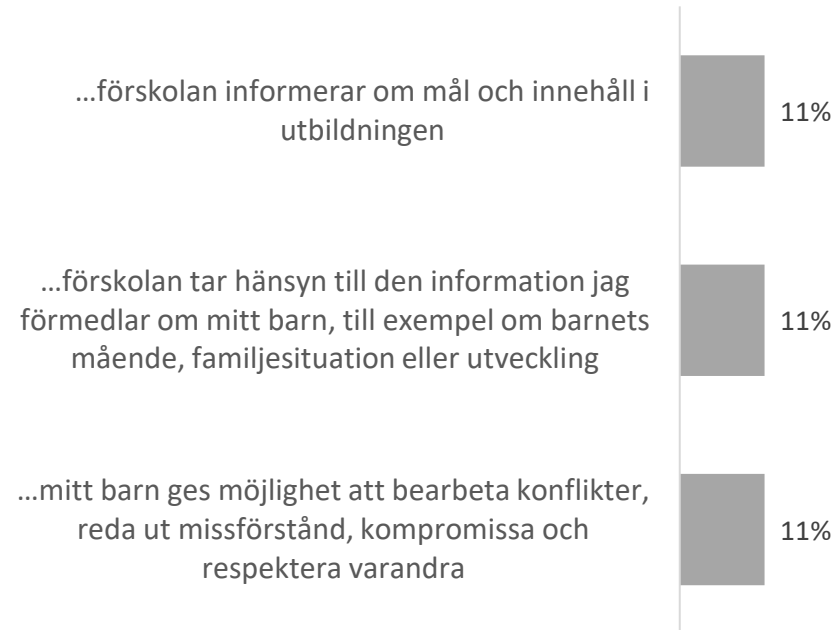 …förskolan informerar om mål och innehåll i
utbildningen
11%
…förskolan tar hänsyn till den information jag
förmedlar om mitt barn, till exempel om barnets
mående, familjesituation eller utveckling
11%
…mitt barn ges möjlighet att bearbeta konflikter,
reda ut missförstånd, kompromissa och
respektera varandra
11%